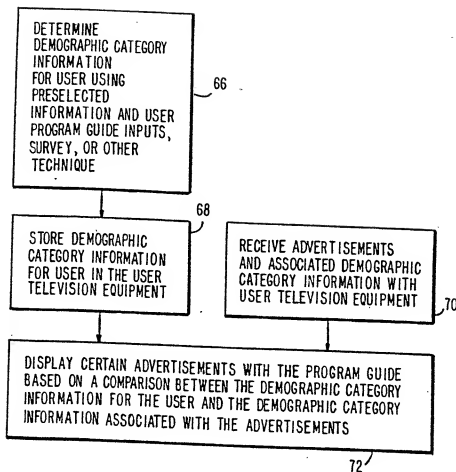 DETERMINE
DEMOGRAPHIC CATEGORY
INFORMATION
FOR USER USING
PRESELECTED
INFORMATION AND USER
PROGRAM GUIDE INPUTS,
SURVEY, OR OTHER
TECHNIQUE
66
68
STORE DEMOGRAPHIC
CATEGORY INFORMATION
FOR USER IN THE USER
TELEVISION EQUIPMENT
RECEIVE ADVERTISEMENTS
AND ASSOCIATED DEMOGRAPHIC
CATEGORY INFORMATION WITH
USER TELEVISION EQUIPMENT
70
DISPLAY CERTAIN ADVERTISEMENTS WITH THE PROGRAM GUIDE
BASED ON A COMPARISON BETWEEN THE DEMOGRAPHIC CATEGORY
INFORMATION FOR THE USER AND THE DEMOGRAPHIC CATEGORY
INFORMATION ASSOCIATED WITH THE ADVERTISEMENTS
72